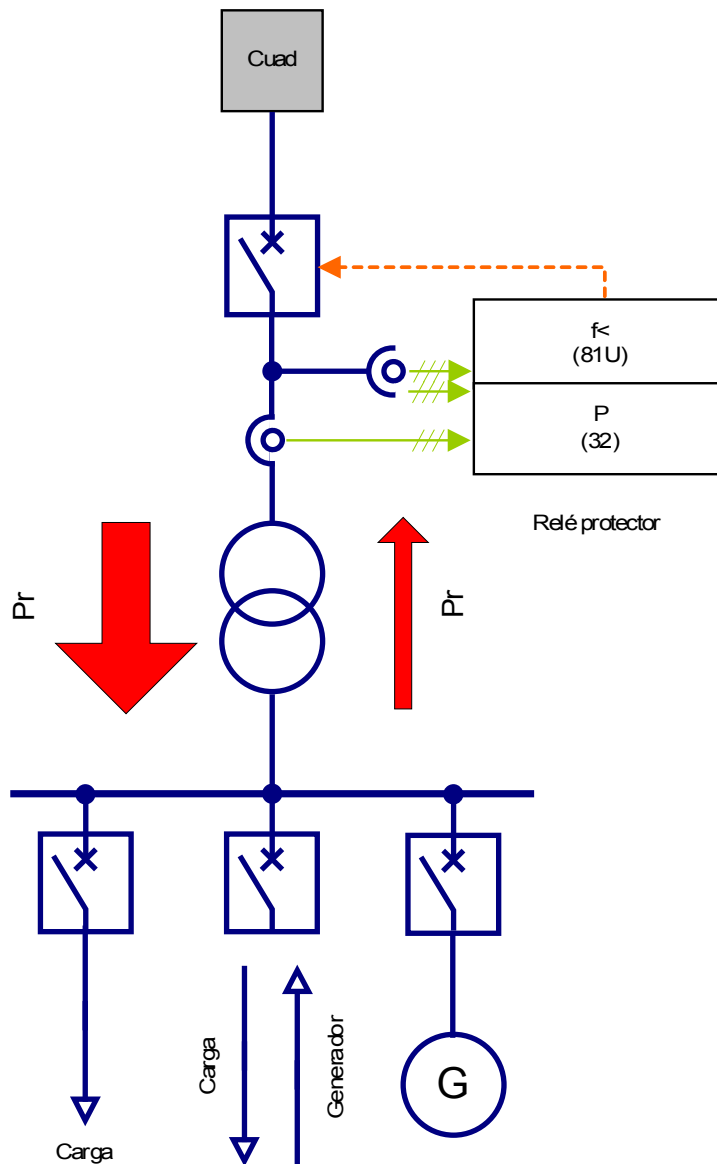 Cuad
f<
(81U)
P
(32)
Relé protector
Pr
Pr
Carga
Generador
G
Carga